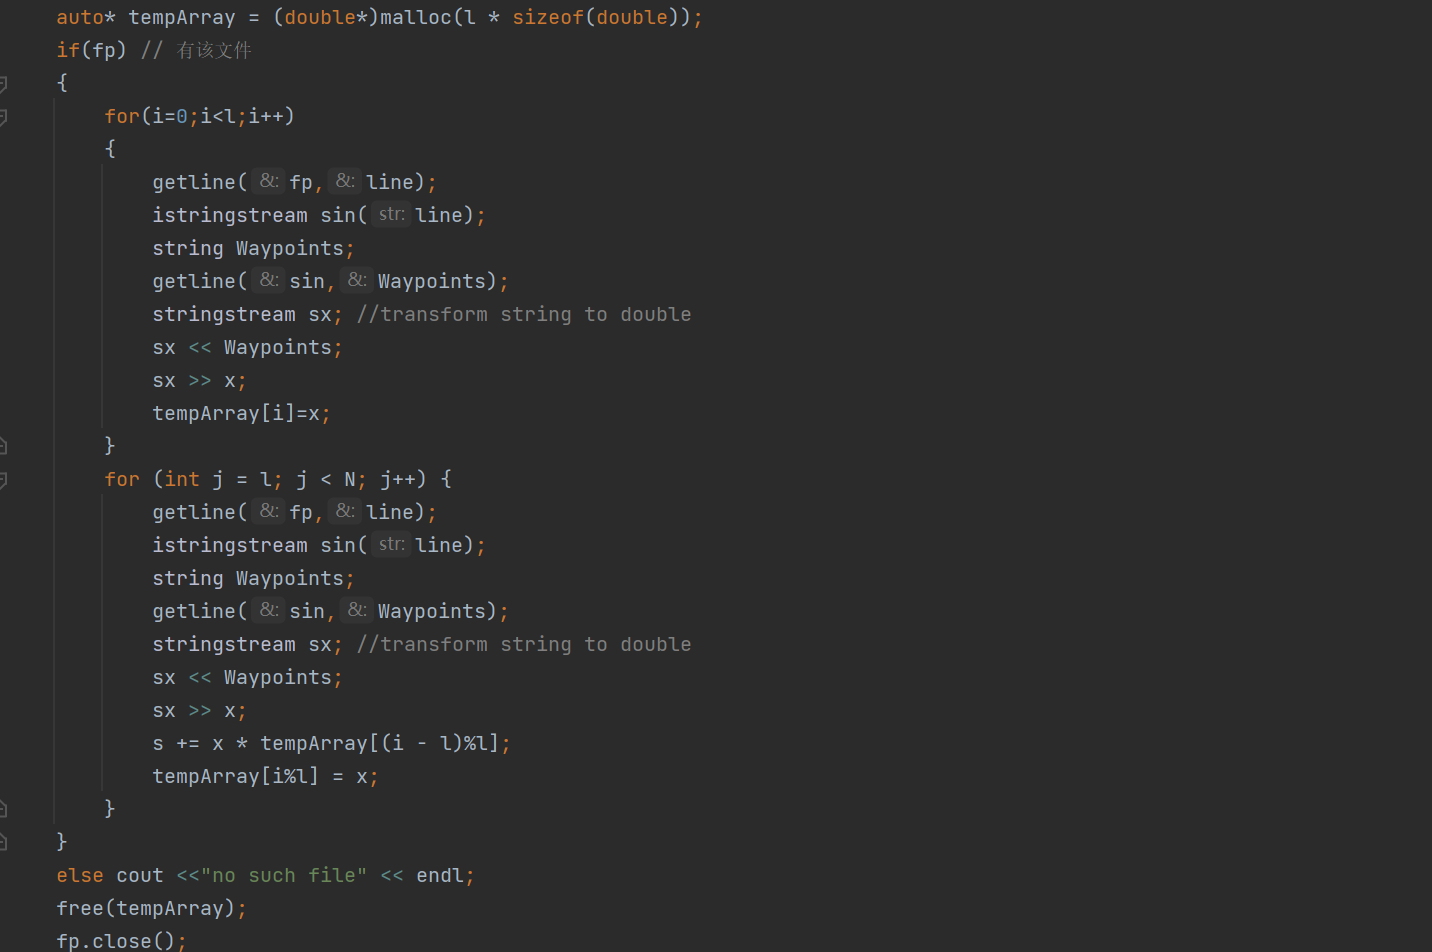 auto* tempArray = (double*)malloc(l * sizeof(double));
if(fp) // 有该文件
{
for(i=0;i<l;i++)
{
getline( &: fp, &: line);
istringstream sin( str: line);
string Waypoints;
getline( &: sin, &: Waypoints);
stringstream sx; //transform string to double
sx << Waypoints;
sx >> x;
tempArray[i]=x;
}
for (int j = l; j < N; j++) {
getline( &: fp, &: line);
istringstream sin( str: line);
string Waypoints;
getline( &: sin, &: Waypoints);
stringstream sx; //transform string to double
sx << Waypoints;
sx >> x;
s += x * tempArray[(i - l)%l];
tempArray[i%l] = x;
}
}
else cout <<"no such file" << endl;
free(tempArray);
fp.close();